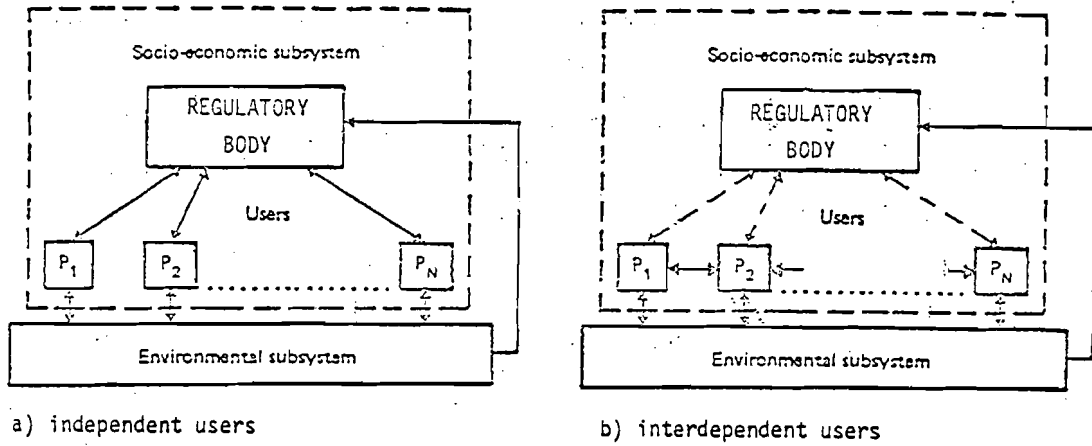 Socio-economic subsystem
REGULATORY
BODY
Users
P1
P2
PN
Environmental subsystem
a) independent users
Socio-economic subsystem
REGULATORY
BODY
Users
P1
P2
PN
Environmental subsystem
b) interdependent users